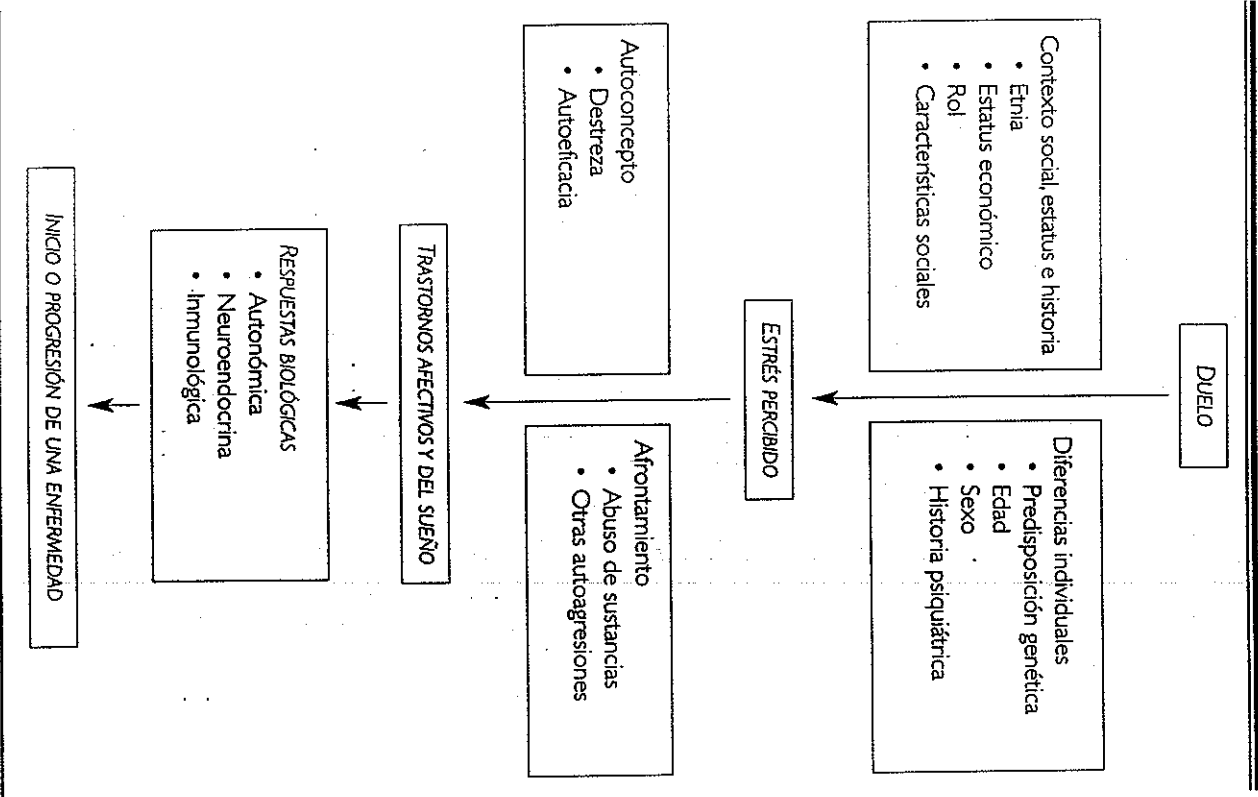 DUELO
Contexto social, estatus e historia
• Etnia
• Estatus económico
• Rol
• Características sociales
Diferencias individuales
• Predisposición genética
• Edad
• Sexo
• Historia psiquiátrica
ESTRÉS PERCIBIDO
Autoconcepto
• Destreza
• Autoeficacia
Afrontamiento
• Abuso de sustancias
• Otras autoagresiones
TRASTORNOS AFECTIVOS Y DEL SUEÑO
RESPUESTAS BIOLÓGICAS
• Autonómica
• Neuroendocrina
• Inmunológica
INICIO O PROGRESIÓN DE UNA ENFERMEDAD